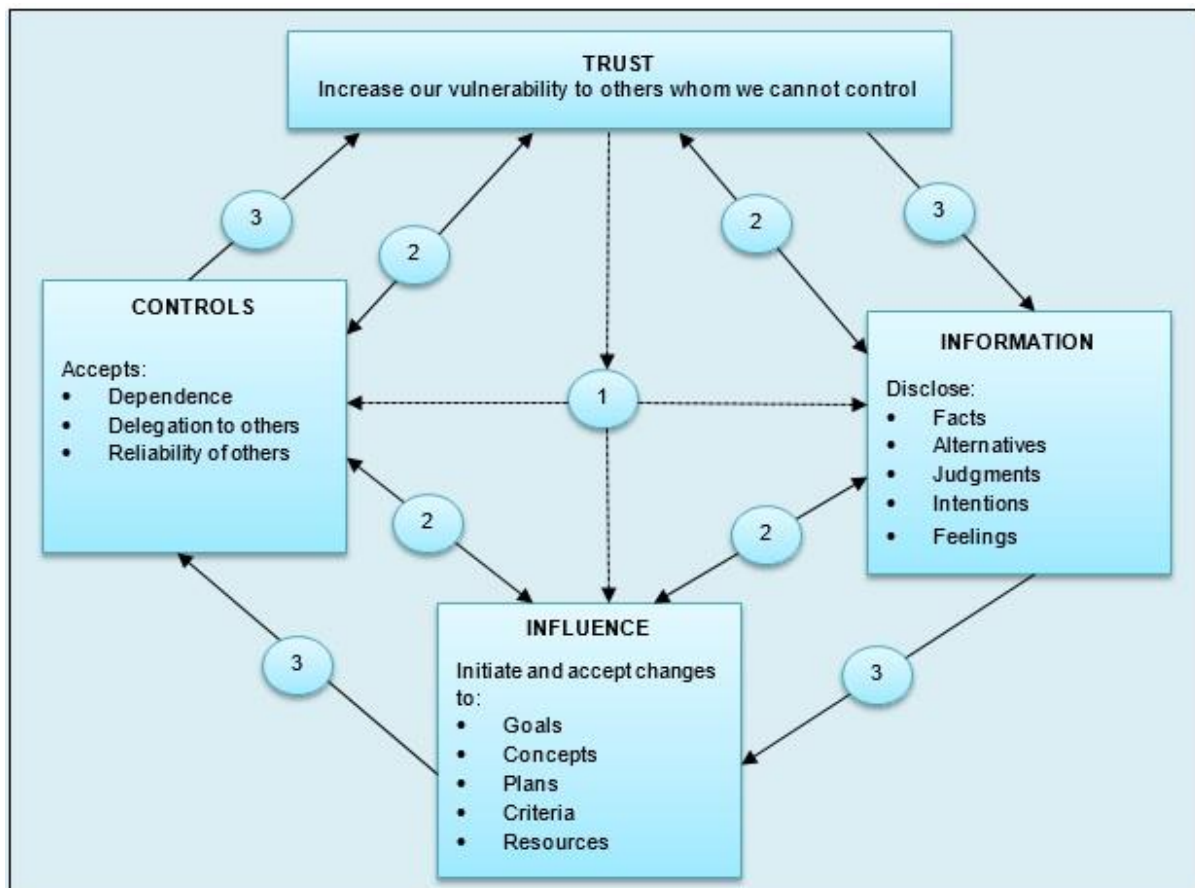 TRUST
Increase our vulnerability to others whom we cannot control
3
2
2
3
CONTROLS
Accepts:
• Dependence
• Delegation to others
• Reliability of others
1
INFORMATION
Disclose:
• Facts
• Alternatives
• Judgments
• Intentions
• Feelings
2
2
3
3
INFLUENCE
Initiate and accept changes
to:
• Goals
• Concepts
• Plans
• Criteria
• Resources